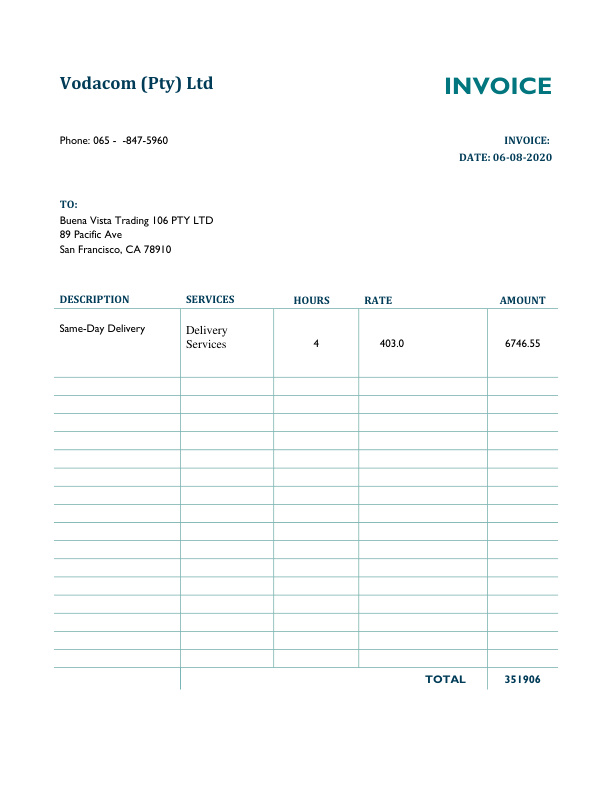 Vodacom (Pty) Ltd
INVOICE
Phone: 065 -  -847-5960
INVOICE:
DATE: 06-08-2020
TO:
Buena Vista Trading 106 PTY LTD
89 Pacific Ave
San Francisco, CA 78910
DESCRIPTION SERVICES HOURS RATE AMOUNT
Same-Day Delivery
Delivery
Services
4 403.0 6746.55
TOTAL 351906